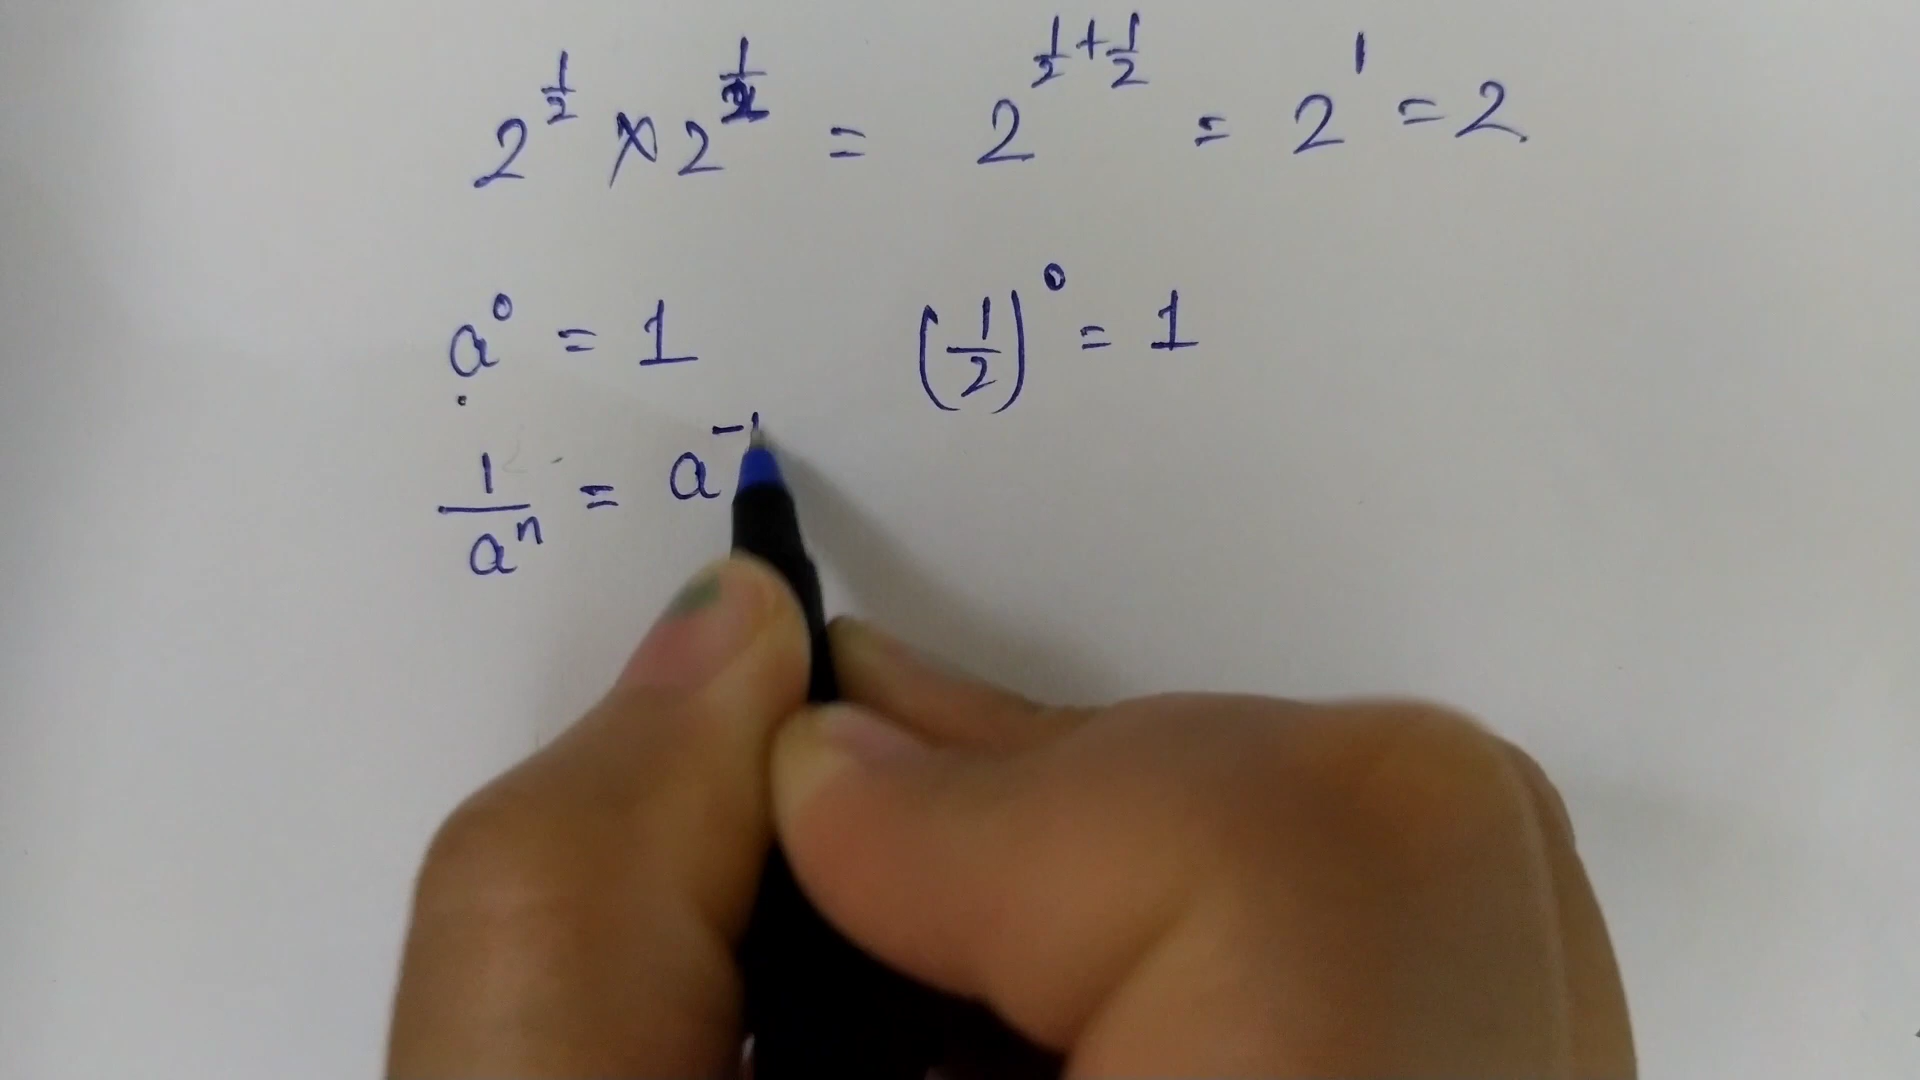 2^{1/2} × 2^{1/2} = 2^{1/2+1/2} = 2^1 = 2
a^0 = 1 (1/2)^0 = 1
1/a^n = a^-